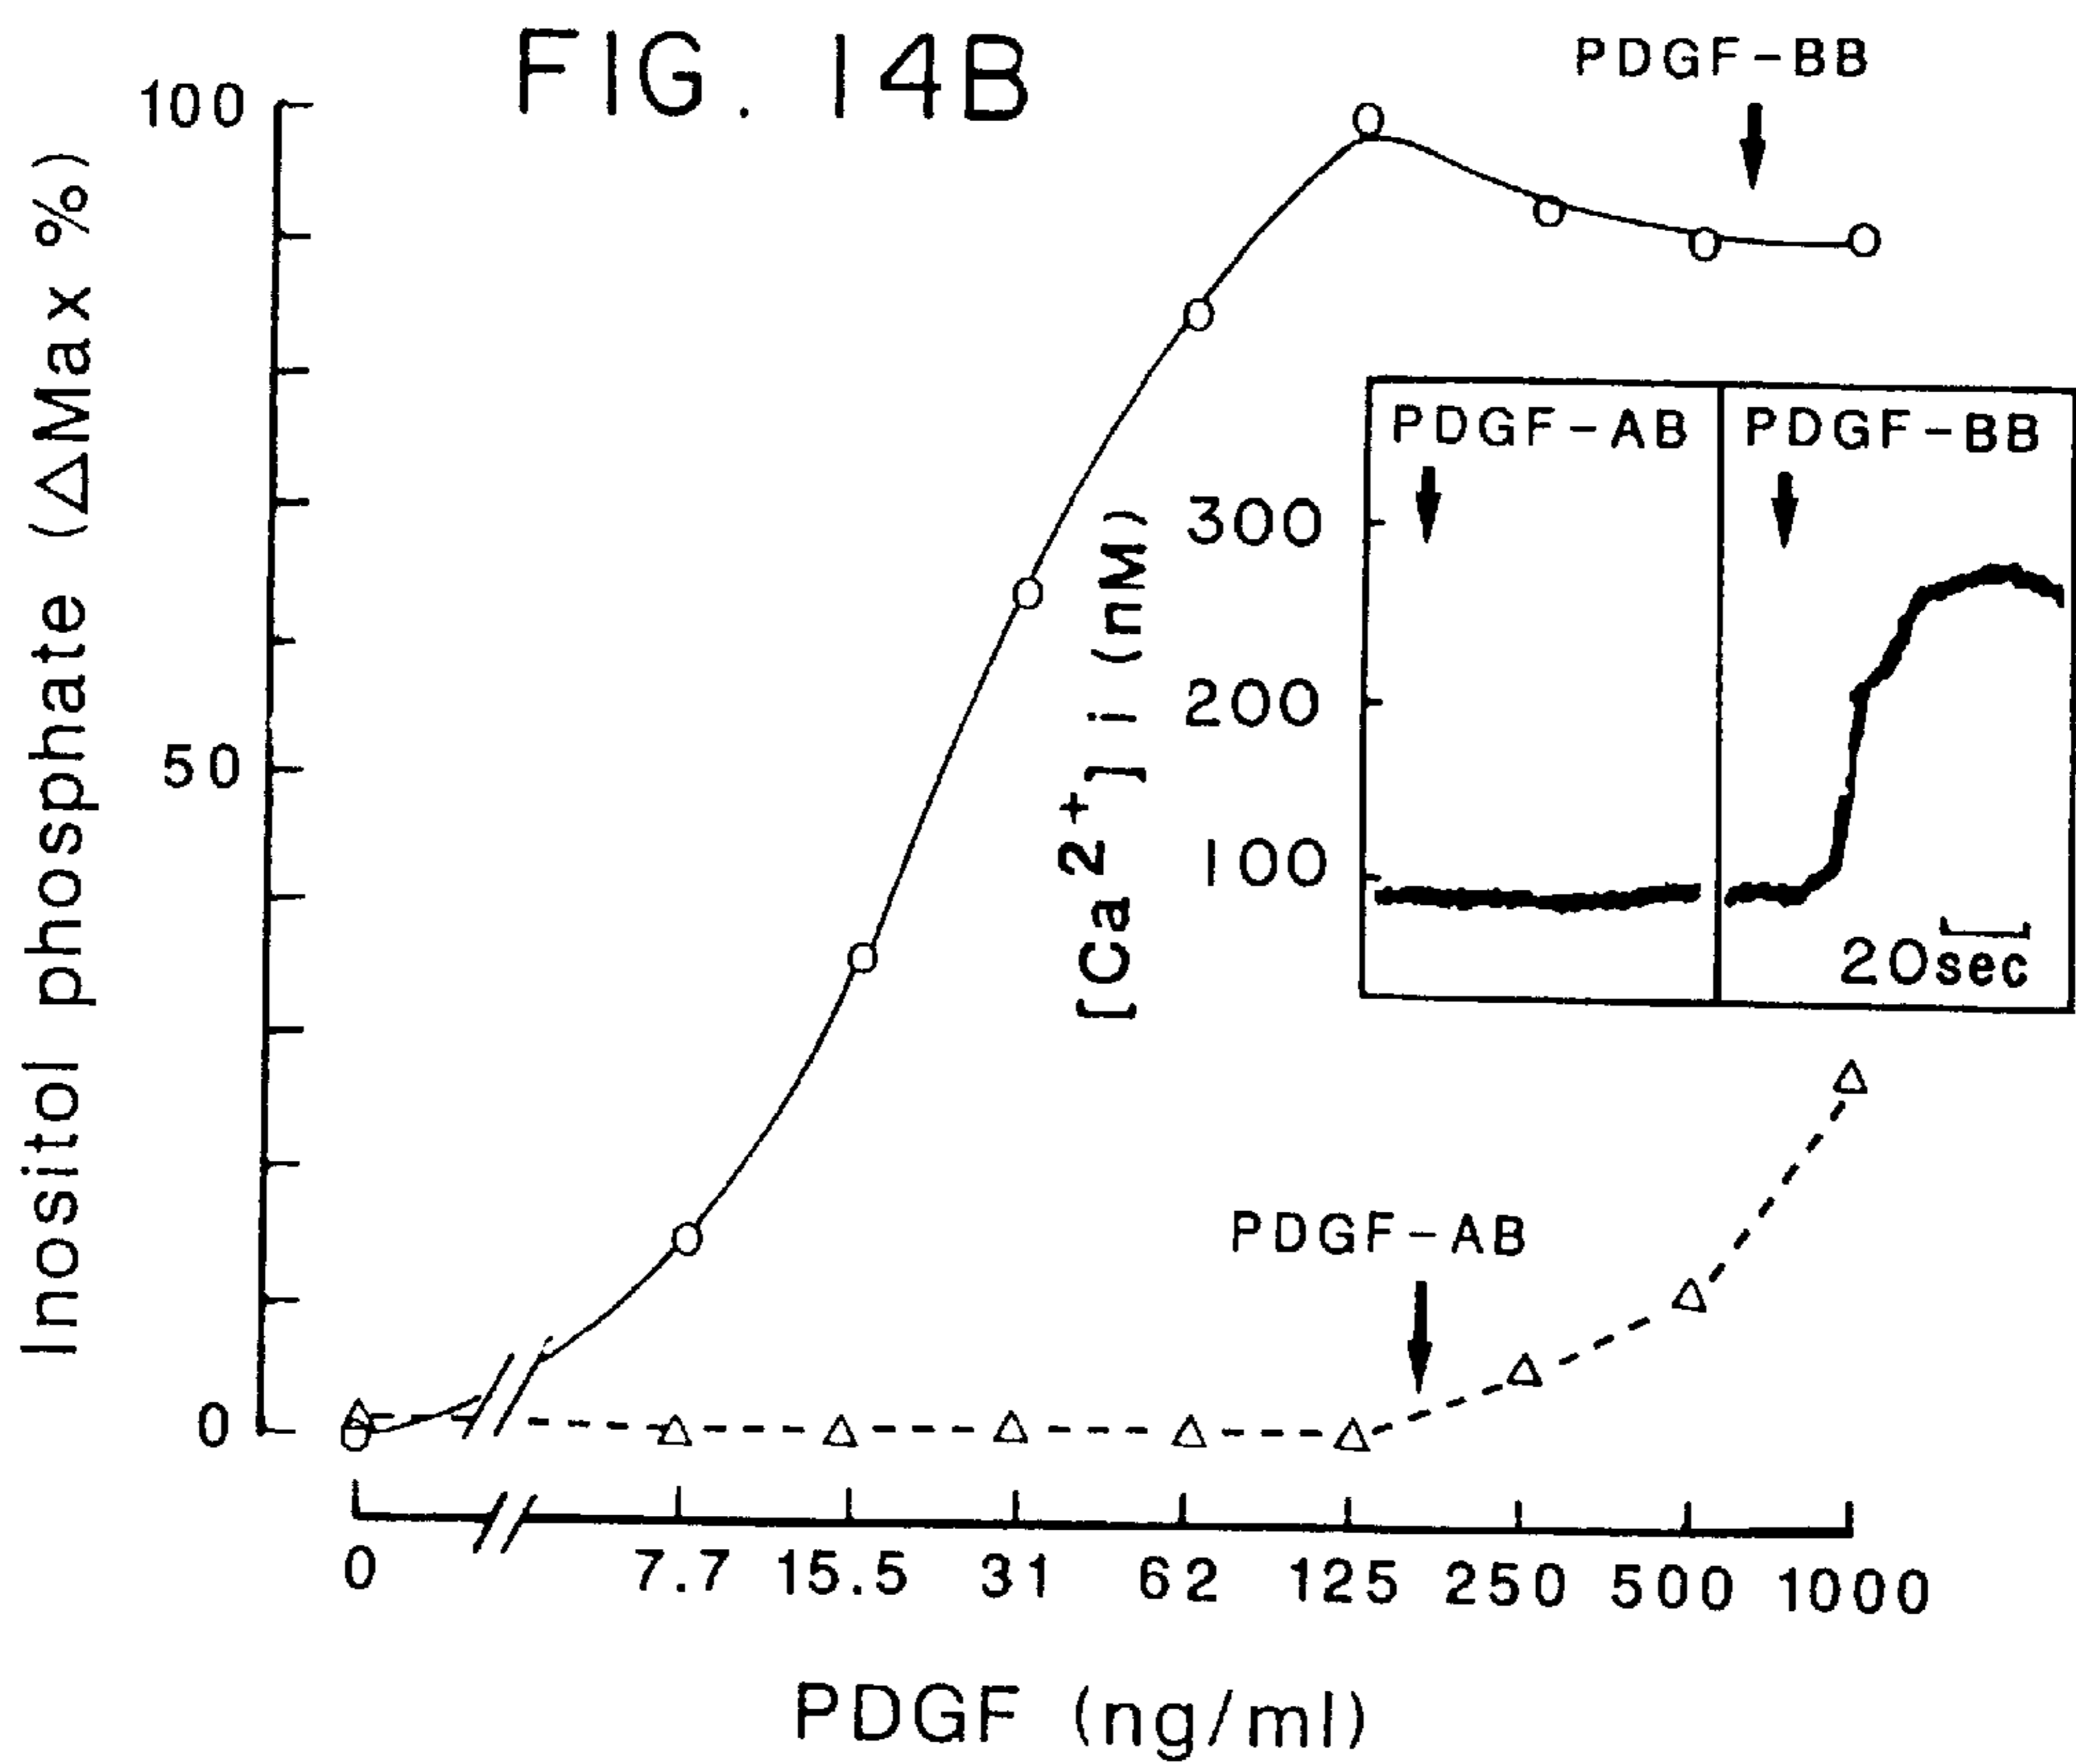 FIG. 14B
PDGF-BB
100
50
0
Inositol phosphate (ΔMax %)
PDGF-AB
PDGF-BB
300
200
100
[Ca2+]i (nM)
20sec
PDGF-AB
0 7.7 15.5 31 62 125 250 500 1000
PDGF (ng/ml)